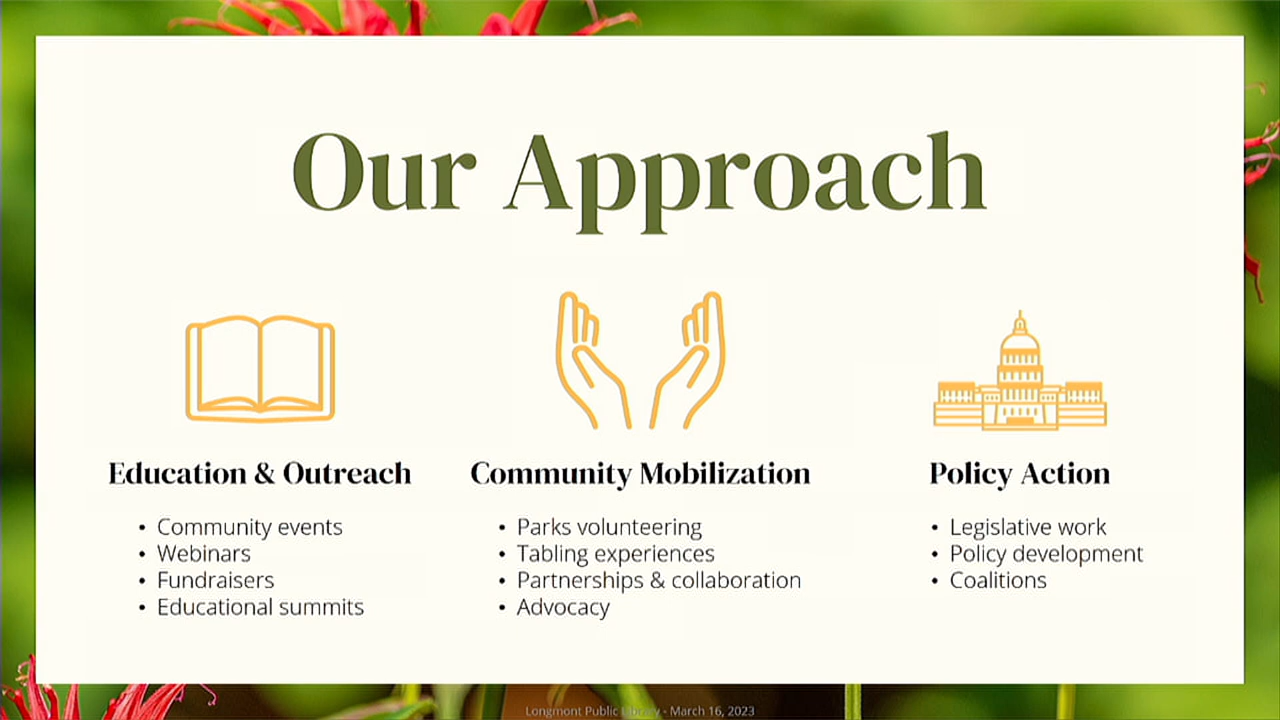 Our Approach
Education & Outreach
• Community events
• Webinars
• Fundraisers
• Educational summits
Community Mobilization
• Parks volunteering
• Tabling experiences
• Partnerships & collaboration
• Advocacy
Policy Action
• Legislative work
• Policy development
• Coalitions
Longmont Public Library - March 16, 2023